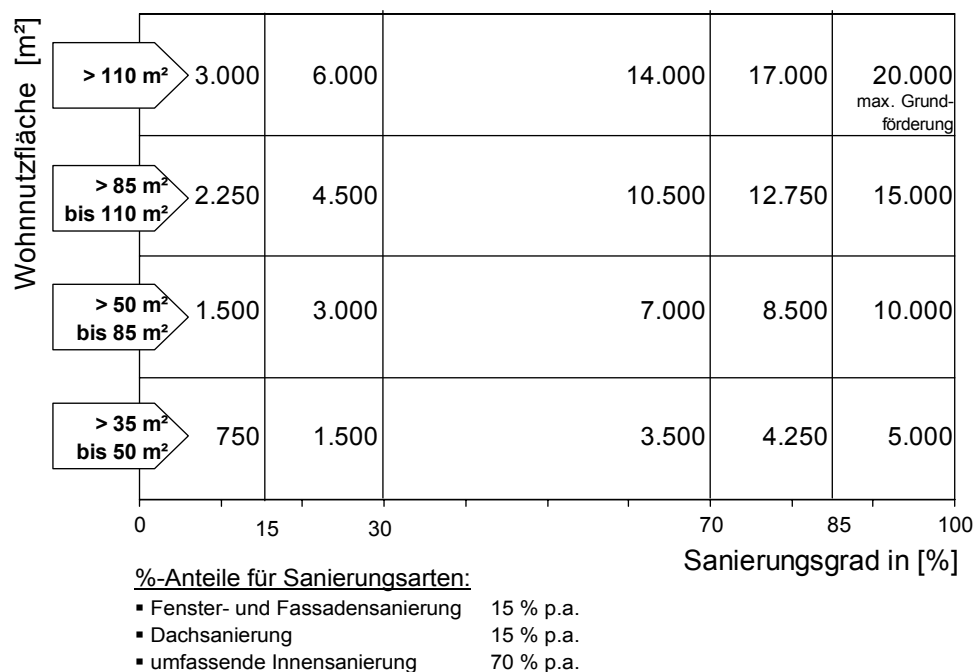 Wohnnutzfläche [m²]
> 110 m² 3.000 6.000 14.000 17.000 20.000
max. Grund-
förderung
> 85 m²
bis 110 m² 2.250 4.500 10.500 12.750 15.000
> 50 m²
bis 85 m² 1.500 3.000 7.000 8.500 10.000
> 35 m²
bis 50 m² 750 1.500 3.500 4.250 5.000
0 15 30 70 85 100
Sanierungsgrad in [%]
%-Anteile für Sanierungsarten:
▪ Fenster- und Fassadensanierung 15 % p.a.
▪ Dachsanierung 15 % p.a.
▪ umfassende Innensanierung 70 % p.a.